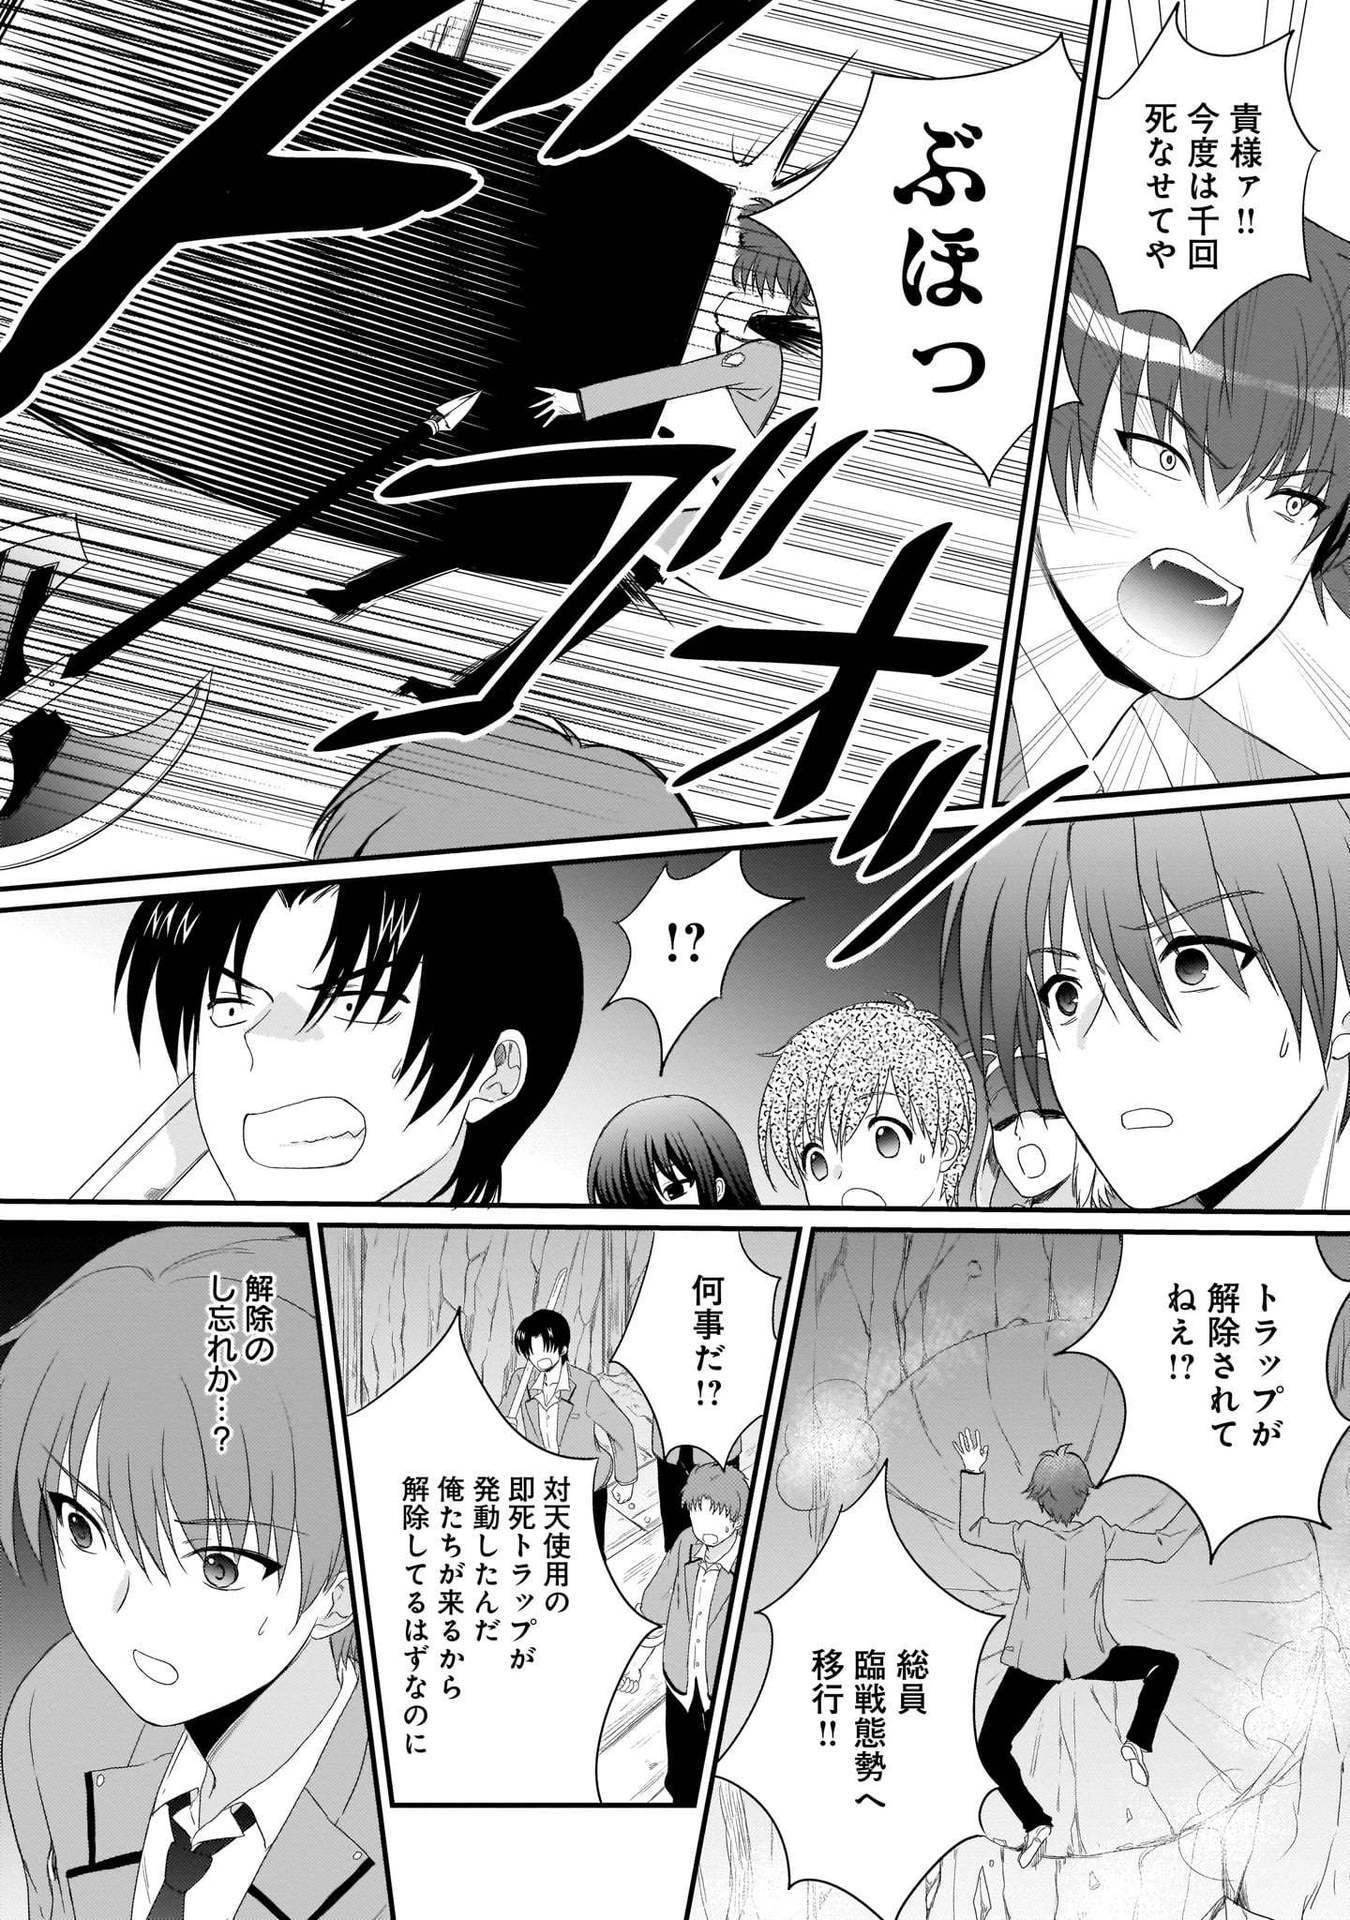 貴様ァ!!
今度は千回
死なせてや
ぶほっ
ドブオッ
!?
トラップが
解除されて
ねぇ!?
総員
臨戦態勢へ
移行!!
何事だ!?
対天使用の
即死トラップが
発動したんだ
俺たちが来るから
解除してるはずなのに
解除の
し忘れか…?